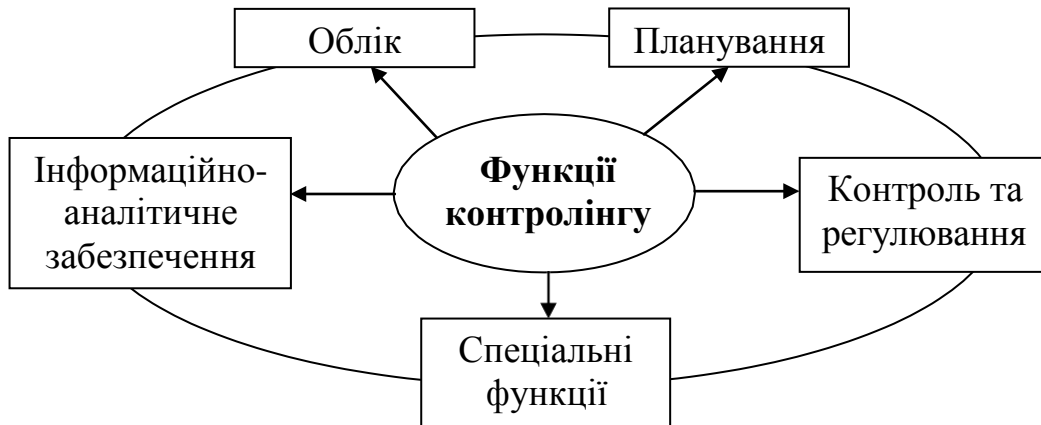 Облік
Планування
Інформаційно-
аналітичне
забезпечення
Функції
контролінгу
Контроль та
регулювання
Спеціальні
функції